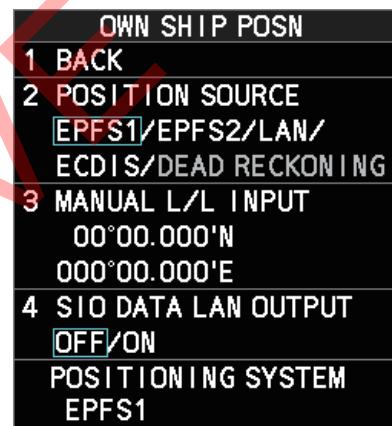 OWN SHIP POSN
1 BACK
2 POSITION SOURCE
EPFS1/EPFS2/LAN/
ECDIS/DEAD RECKONING
3 MANUAL L/L INPUT
00°00.000'N
000°00.000'E
4 SIO DATA LAN OUTPUT
OFF/ON
POSITIONING SYSTEM
EPFS1